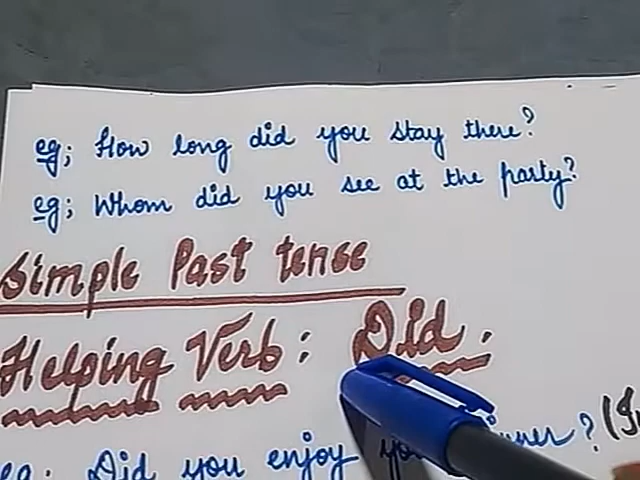 eg; How long did you stay there?
eg; Whom did you see at the party?
Simple Past tense
Helping Verb: Did.
eg. Did you enjoy ?